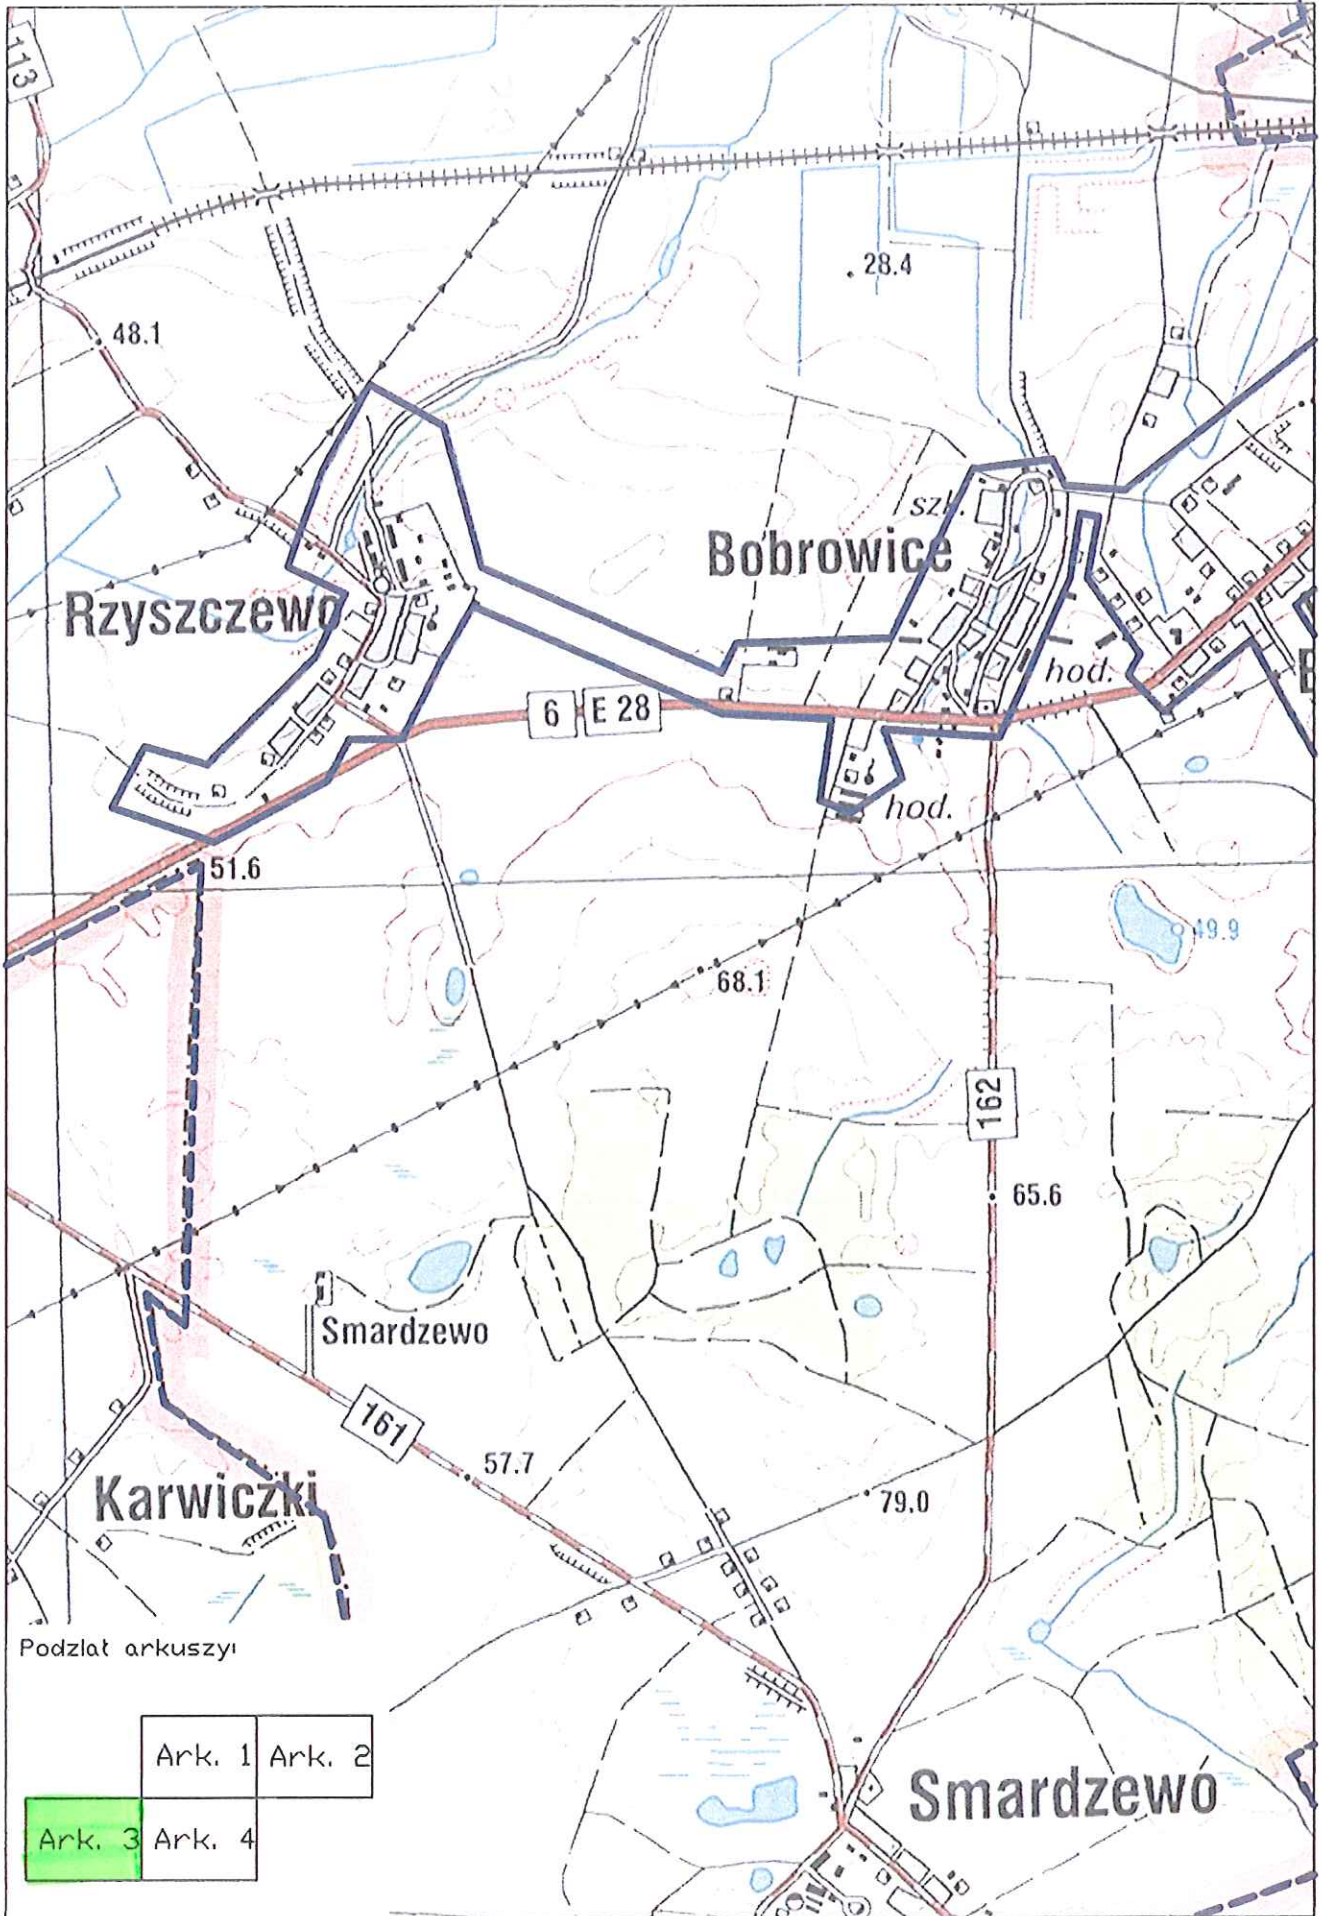 113
28.4
48.1
szk.
Bobrowice
Rzyszczewo
hod.
6 E 28
B
hod.
51.6
49.9
68.1
162
65.6
Smardzewo
161
57.7
Karwiczki
79.0
Podział arkuszy:
Ark. 1 Ark. 2
Smardzewo
Ark. 3 Ark. 4